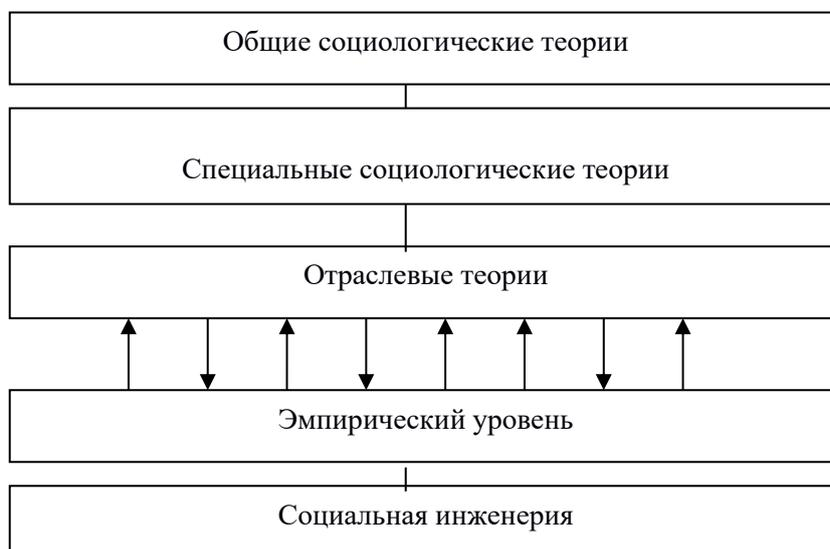 Общие социологические теории
Специальные социологические теории
Отраслевые теории
Эмпирический уровень
Социальная инженерия